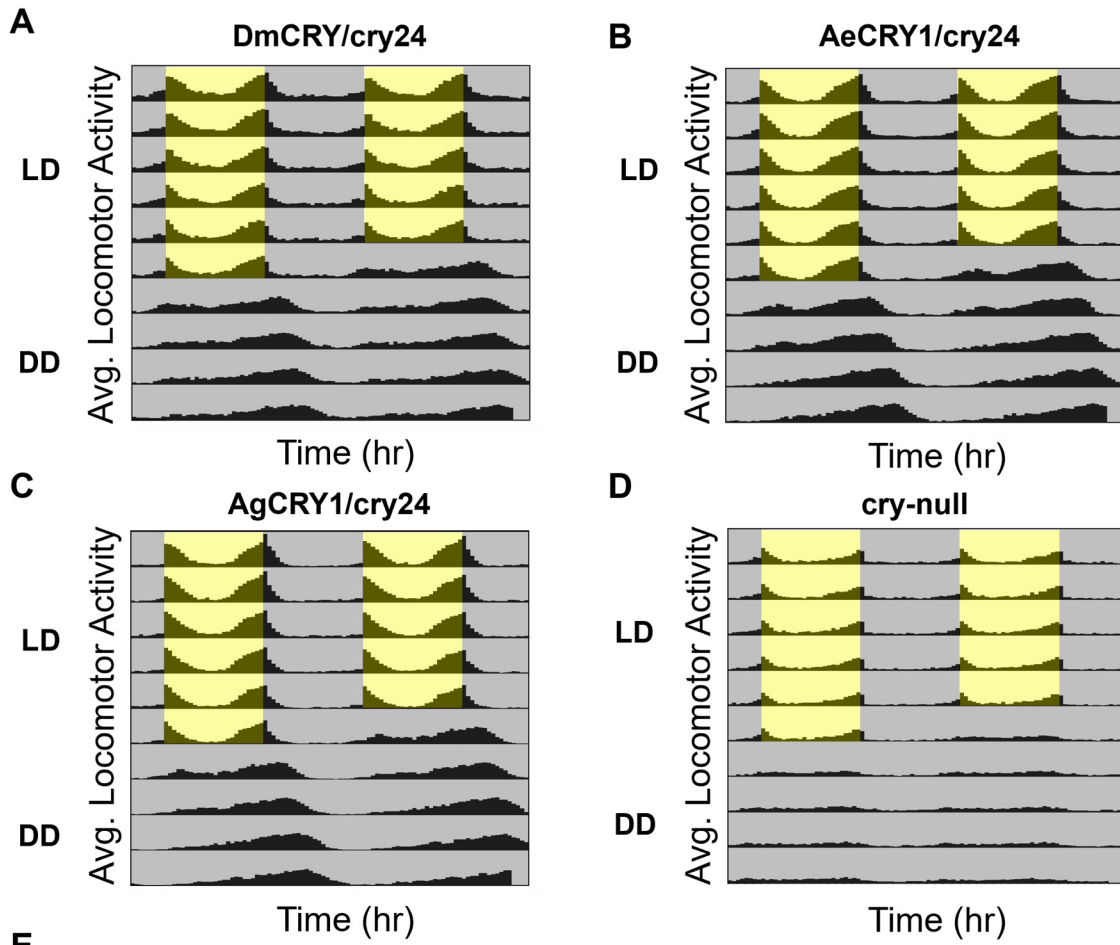 A
DmCRY/cry24
Avg. Locomotor Activity
LD
DD
Time (hr)
B
AeCRY1/cry24
Avg. Locomotor Activity
LD
DD
Time (hr)
C
AgCRY1/cry24
Avg. Locomotor Activity
LD
DD
Time (hr)
D
cry-null
Avg. Locomotor Activity
LD
DD
Time (hr)